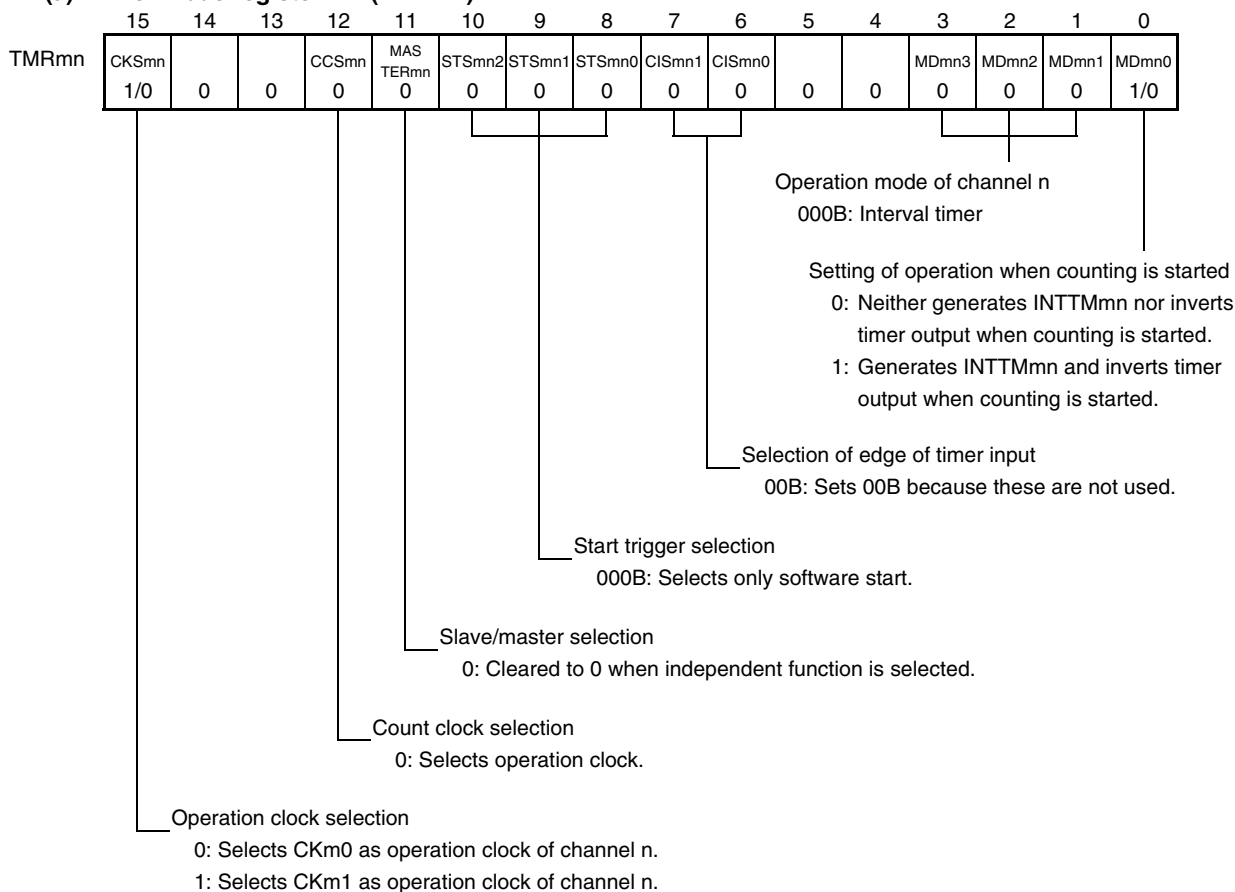 15 14 13 12 11 10 9 8 7 6 5 4 3 2 1 0
TMRmn CKSmn CCSmn MAS TERmn STSmn2 STSmn1 STSmn0 CISmn1 CISmn0 MDmn3 MDmn2 MDmn1 MDmn0
1/0 0 0 0 0 0 0 0 0 0 0 0 0 0 0 1/0
Operation mode of channel n
000B: Interval timer
Setting of operation when counting is started
0: Neither generates INTTMmn nor inverts
timer output when counting is started.
1: Generates INTTMmn and inverts timer
output when counting is started.
Selection of edge of timer input
00B: Sets 00B because these are not used.
Start trigger selection
000B: Selects only software start.
Slave/master selection
0: Cleared to 0 when independent function is selected.
Count clock selection
0: Selects operation clock.
Operation clock selection
0: Selects CKm0 as operation clock of channel n.
1: Selects CKm1 as operation clock of channel n.